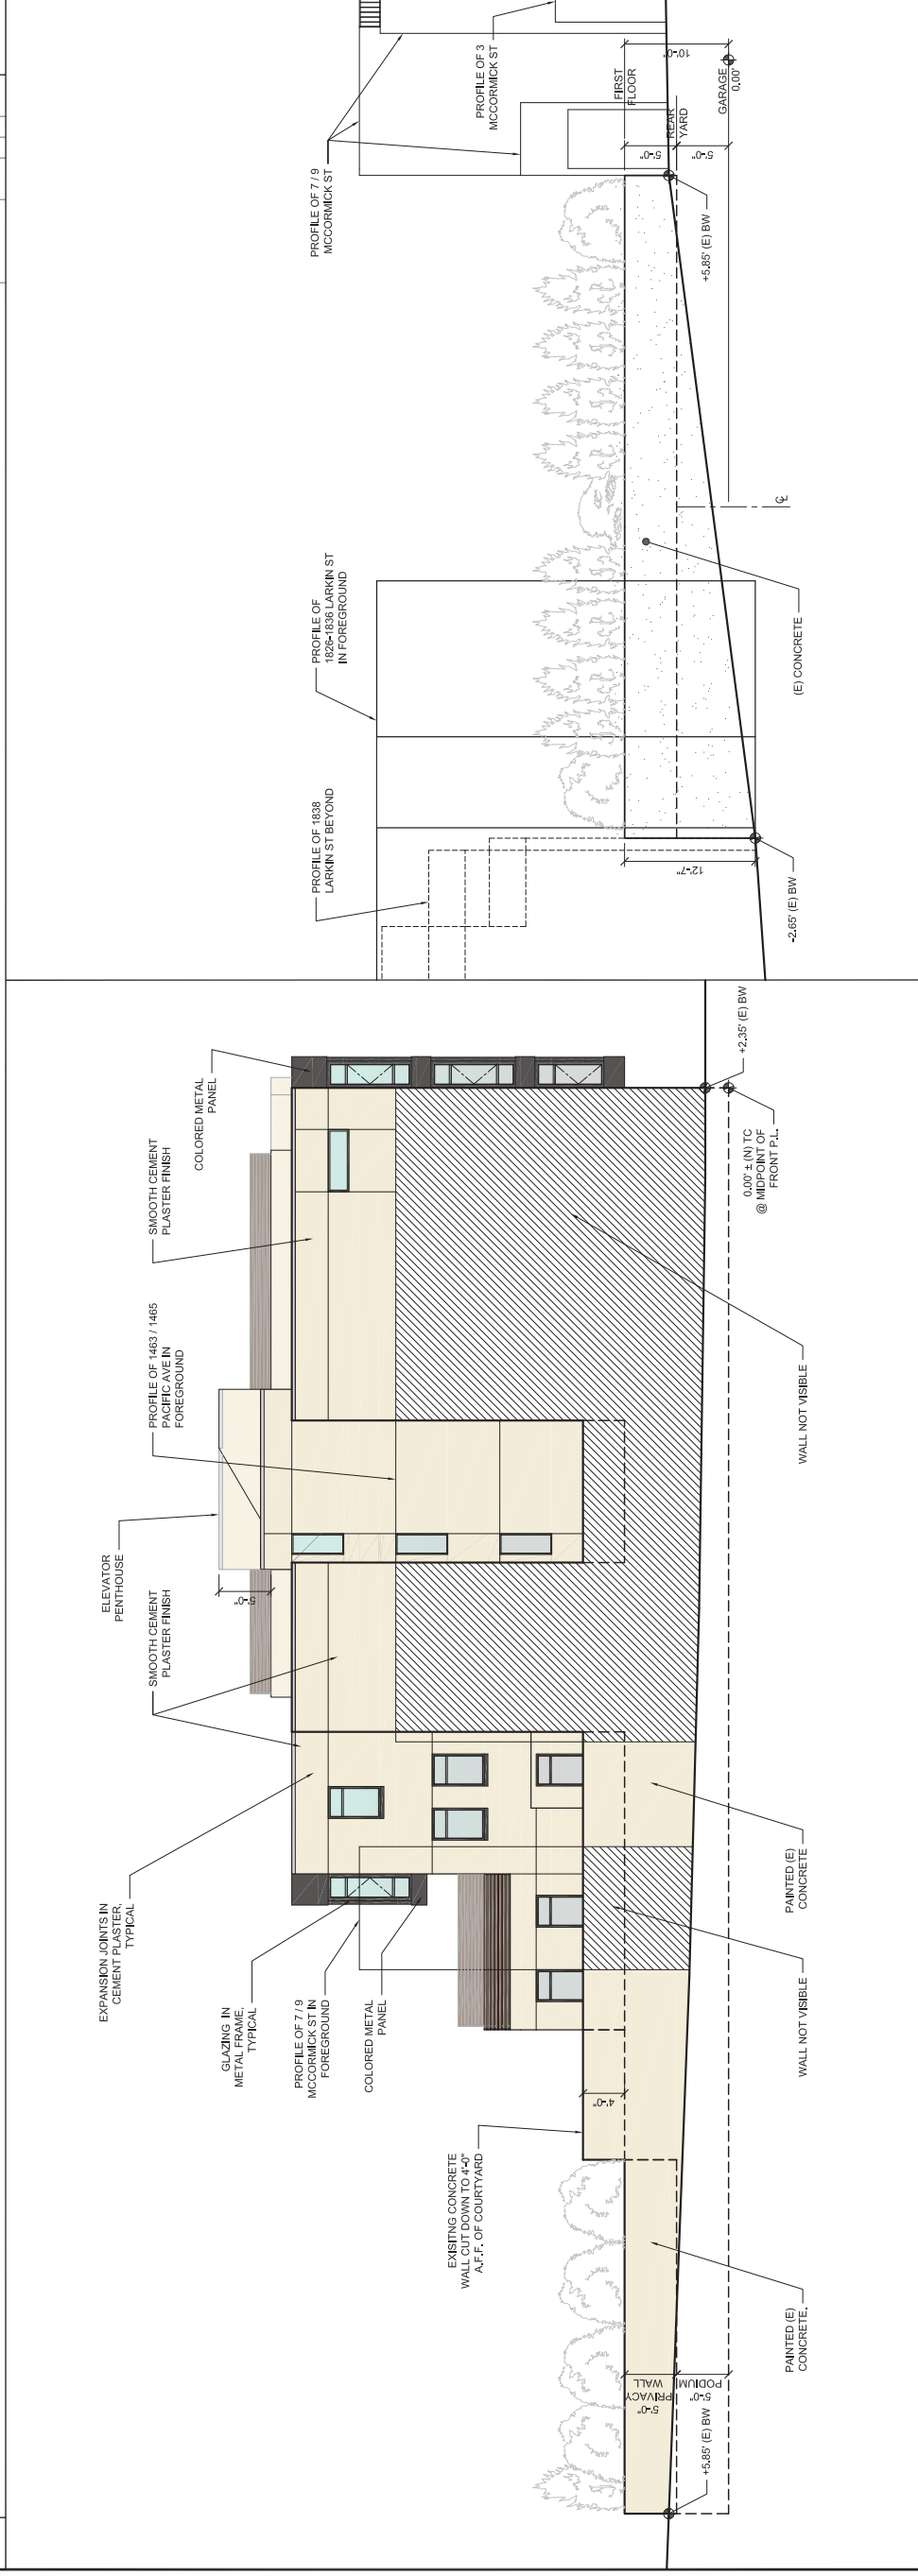 PROFILE OF 7 / 9
MCCORMICK ST
PROFILE OF 3
MCCORMICK ST
10'-0"
FIRST
FLOOR
REAR
YARD
GARAGE
0.00'
5'-0"
5'-0"
+5.85' (E) BW
PROFILE OF
1826-1836 LARKIN ST
IN FOREGROUND
PROFILE OF 1838
LARKIN ST BEYOND
12'-7"
-2.65' (E) BW
(E) CONCRETE
COLORED METAL
PANEL
SMOOTH CEMENT
PLASTER FINISH
PROFILE OF 1463 / 1465
PACIFIC AVE IN
FOREGROUND
ELEVATOR
PENTHOUSE
5'-0"
SMOOTH CEMENT
PLASTER FINISH
EXPANSION JOINTS IN
CEMENT PLASTER,
TYPICAL
GLAZING IN
METAL FRAME,
TYPICAL
PROFILE OF 7 / 9
MCCORMICK ST IN
FOREGROUND
COLORED METAL
PANEL
EXISITNG CONCRETE
WALL CUT DOWN TO 4'-0"
A.F.F. OF COURTYARD
4'-0"
+2.35' (E) BW
0.00' ± (N) TC
@ MIDPOINT OF
FRONT P.L.
WALL NOT VISIBLE
PAINTED (E)
CONCRETE
WALL NOT VISIBLE
PAINTED (E)
CONCRETE.
5'-0"
PRIVACY
WALL
5'-0"
PODIUM
+5.85' (E) BW